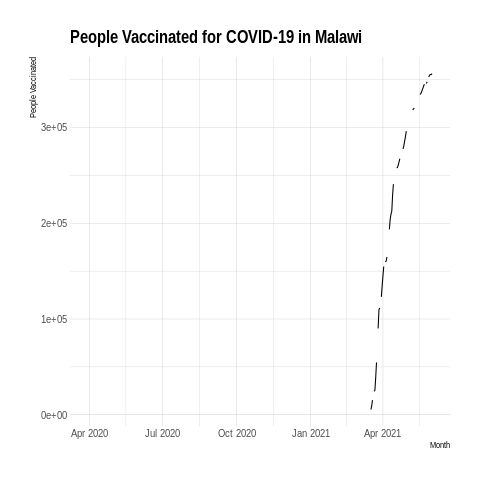 People Vaccinated for COVID-19 in Malawi
People Vaccinated
3e+05
2e+05
1e+05
0e+00
Apr 2020 Jul 2020 Oct 2020 Jan 2021 Apr 2021
Month